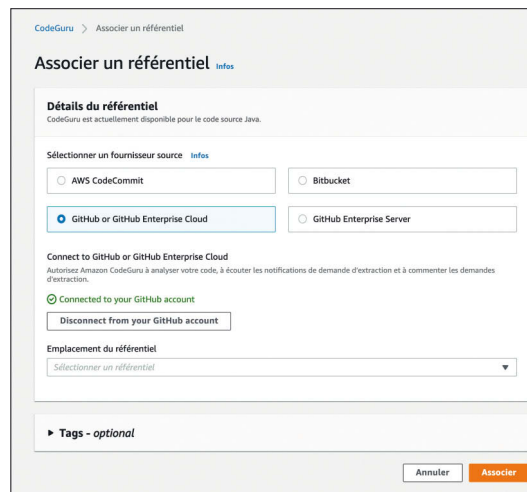 CodeGuru > Associer un référentiel
Associer un référentiel Infos
Détails du référentiel
CodeGuru est actuellement disponible pour le code source Java.
Sélectionner un fournisseur source Infos
AWS CodeCommit
Bitbucket
GitHub or GitHub Enterprise Cloud
GitHub Enterprise Server
Connect to GitHub or GitHub Enterprise Cloud
Autorisez Amazon CodeGuru à analyser votre code, à écouter les notifications de demande d'extraction et à commenter les demandes
d'extraction.
Connected to your GitHub account
Disconnect from your GitHub account
Emplacement du référentiel
Sélectionner un référentiel
Tags - optional
Annuler
Associer